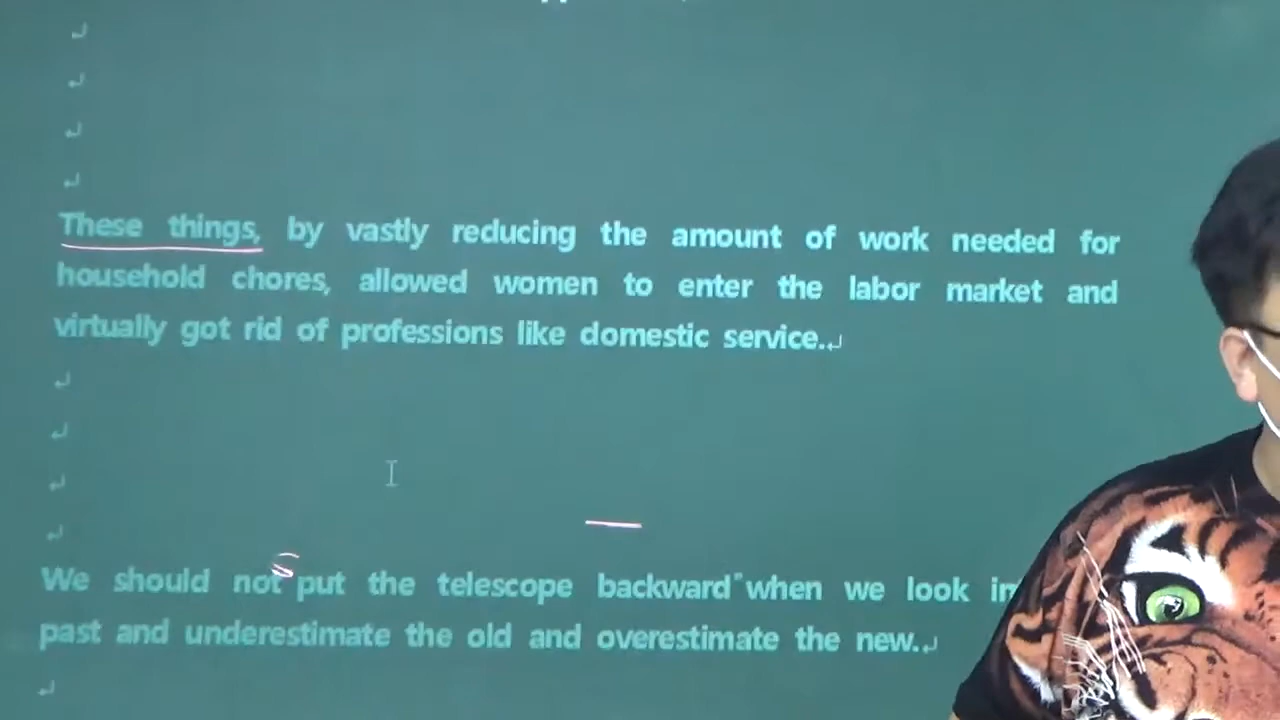 These things, by vastly reducing the amount of work needed for
household chores, allowed women to enter the labor market and
virtually got rid of professions like domestic service..
We should not "put the telescope backward" when we look
past and underestimate the old and overestimate the new..